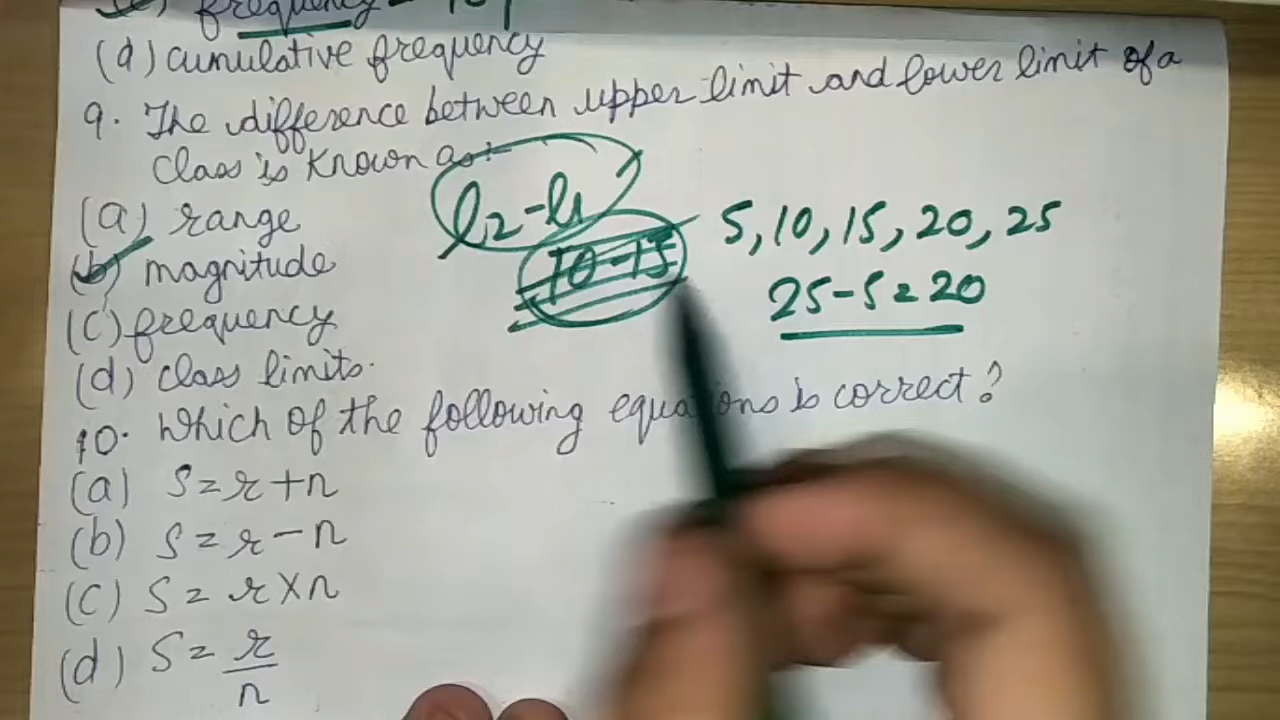 frequency
(d) cumulative frequency
9. The difference between upper limit and lower limit of a
class is known as:-
l2-l1
(a) range
5, 10, 15, 20, 25
(b) magnitude
10-15
25-5=20
(c) frequency
(d) class limits.
10. Which of the following equations is correct?
(a) S = r + n
(b) S = r - n
(c) S = r × n
(d) S = r/n